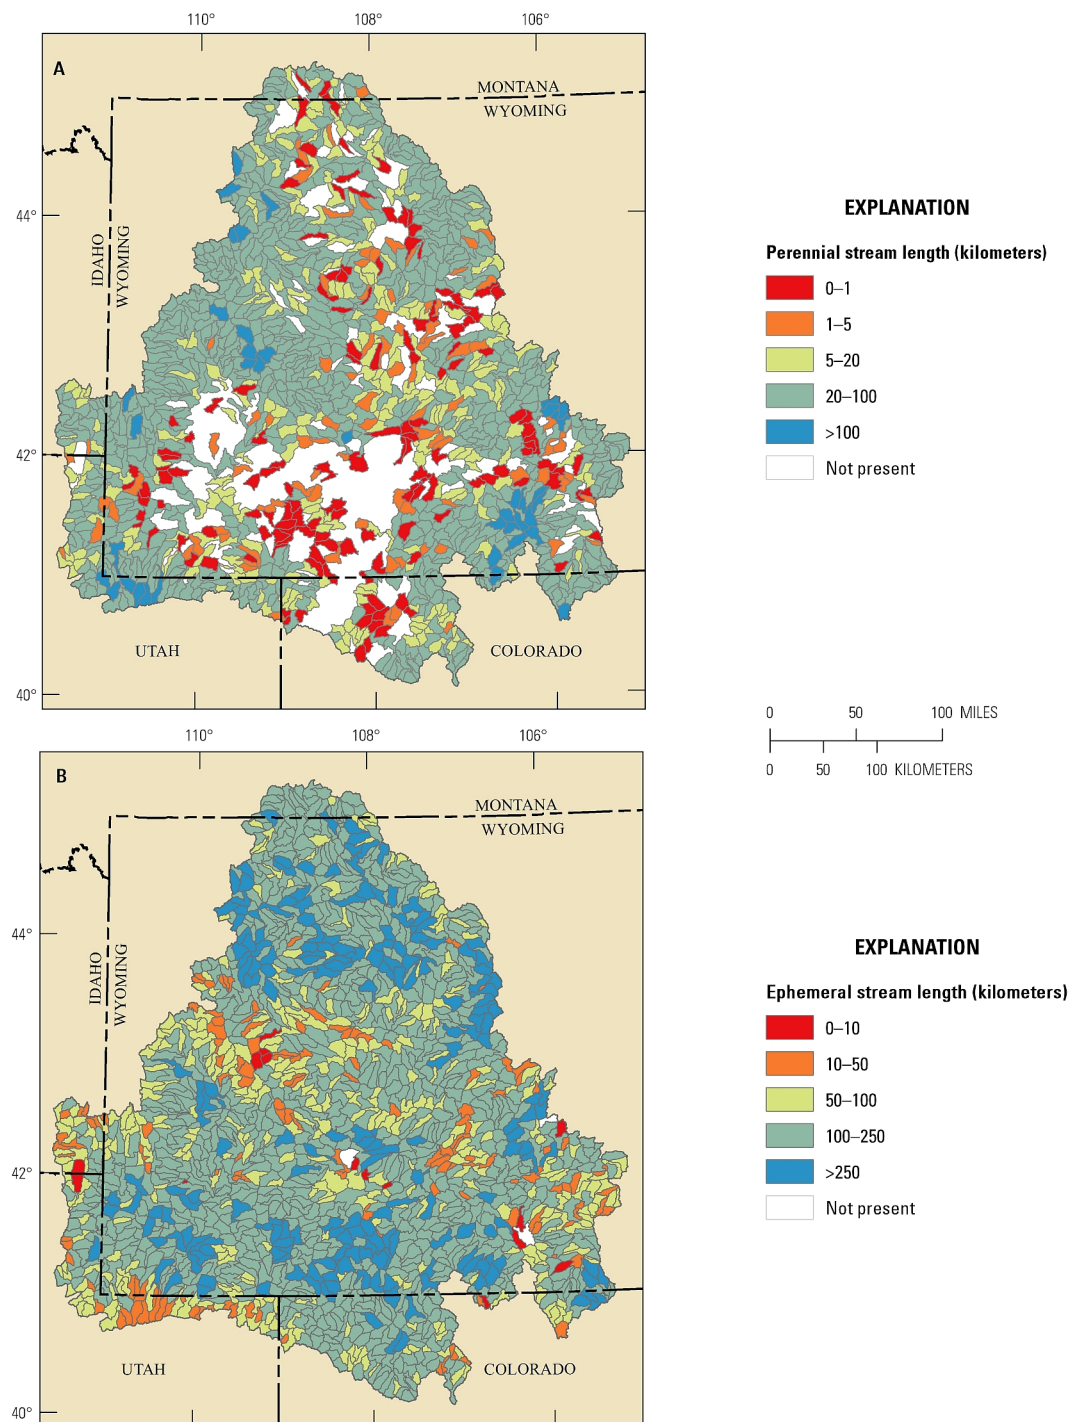 110°
108°
106°
A
MONTANA
WYOMING
44°
IDAHO
WYOMING
42°
UTAH
COLORADO
40°
EXPLANATION
Perennial stream length (kilometers)
0–1
1–5
5–20
20–100
>100
Not present
0 50 100 MILES
0 50 100 KILOMETERS
110°
108°
106°
B
MONTANA
WYOMING
44°
IDAHO
WYOMING
42°
UTAH
COLORADO
40°
EXPLANATION
Ephemeral stream length (kilometers)
0–10
10–50
50–100
100–250
>250
Not present